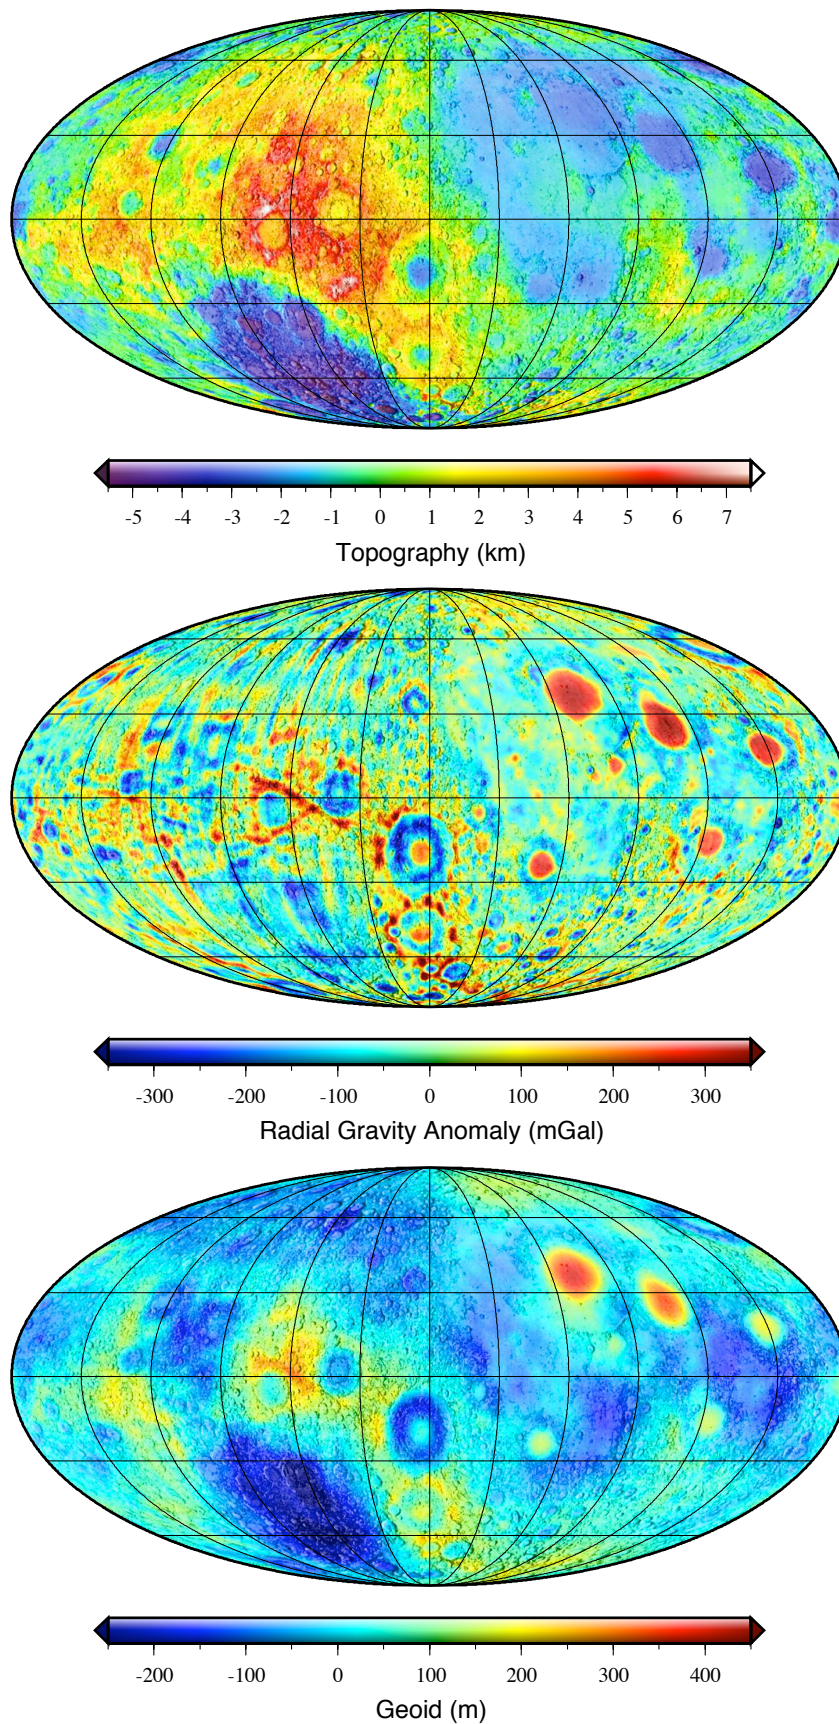 -5 -4 -3 -2 -1 0 1 2 3 4 5 6 7
Topography (km)
-300 -200 -100 0 100 200 300
Radial Gravity Anomaly (mGal)
-200 -100 0 100 200 300 400
Geoid (m)